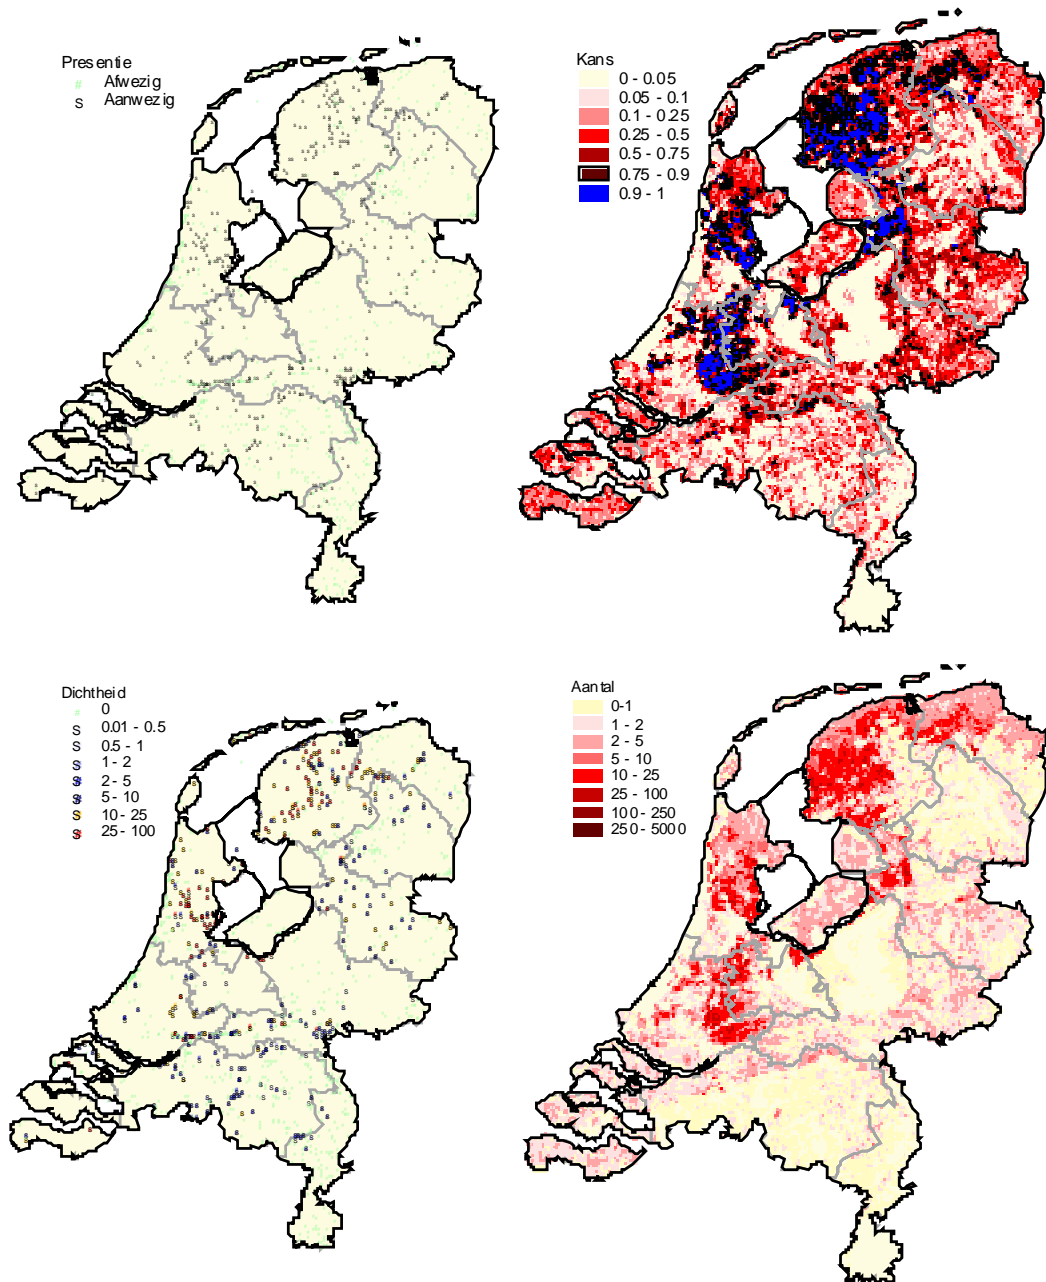 Presentie
# Afwezig
S Aanwezig
Kans
0 - 0.05
0.05 - 0.1
0.1 - 0.25
0.25 - 0.5
0.5 - 0.75
0.75 - 0.9
0.9 - 1
Dichtheid
# 0
S 0.01 - 0.5
S 0.5 - 1
S 1 - 2
S 2 - 5
S 5 - 10
S 10 - 25
S 25 - 100
Aantal
0-1
1 - 2
2 - 5
5 - 10
10 - 25
25 - 100
100 - 250
250 - 5000